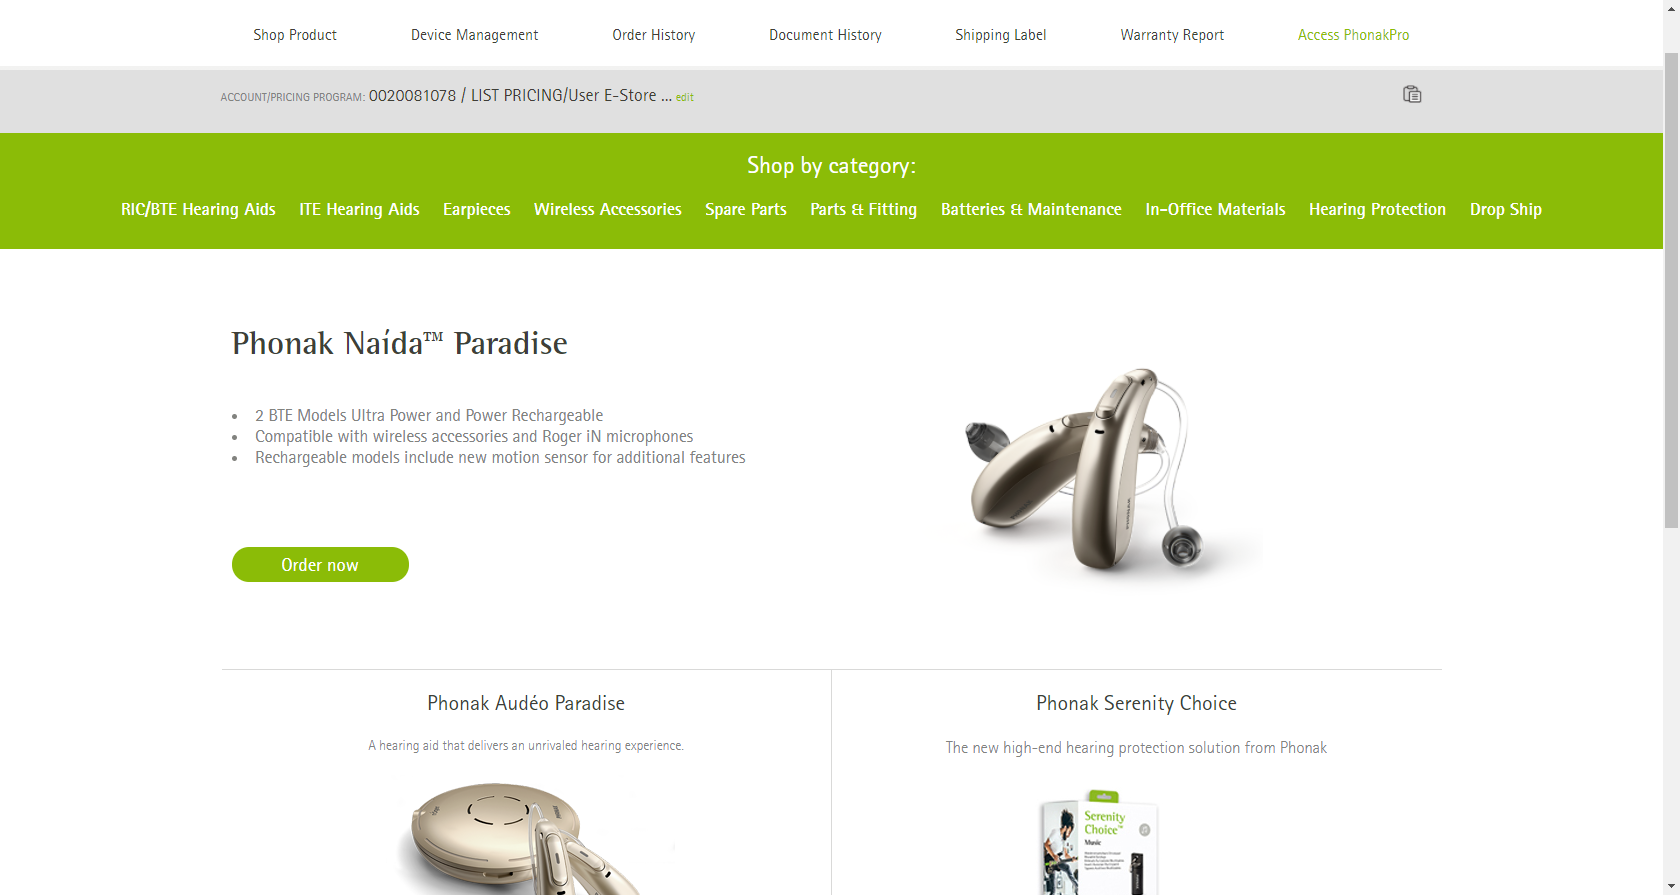 Shop Product Device Management Order History Document History Shipping Label Warranty Report Access PhonakPro
ACCOUNT/PRICING PROGRAM: 0020081078 / LIST PRICING/User E-Store ... edit
Shop by category:
RIC/BTE Hearing Aids ITE Hearing Aids Earpieces Wireless Accessories Spare Parts Parts & Fitting Batteries & Maintenance In-Office Materials Hearing Protection Drop Ship
Phonak Naída™ Paradise
• 2 BTE Models Ultra Power and Power Rechargeable
• Compatible with wireless accessories and Roger iN microphones
• Rechargeable models include new motion sensor for additional features
Order now
Phonak Audéo Paradise
A hearing aid that delivers an unrivaled hearing experience.
Phonak Serenity Choice
The new high-end hearing protection solution from Phonak
Serenity
Choice™
Music